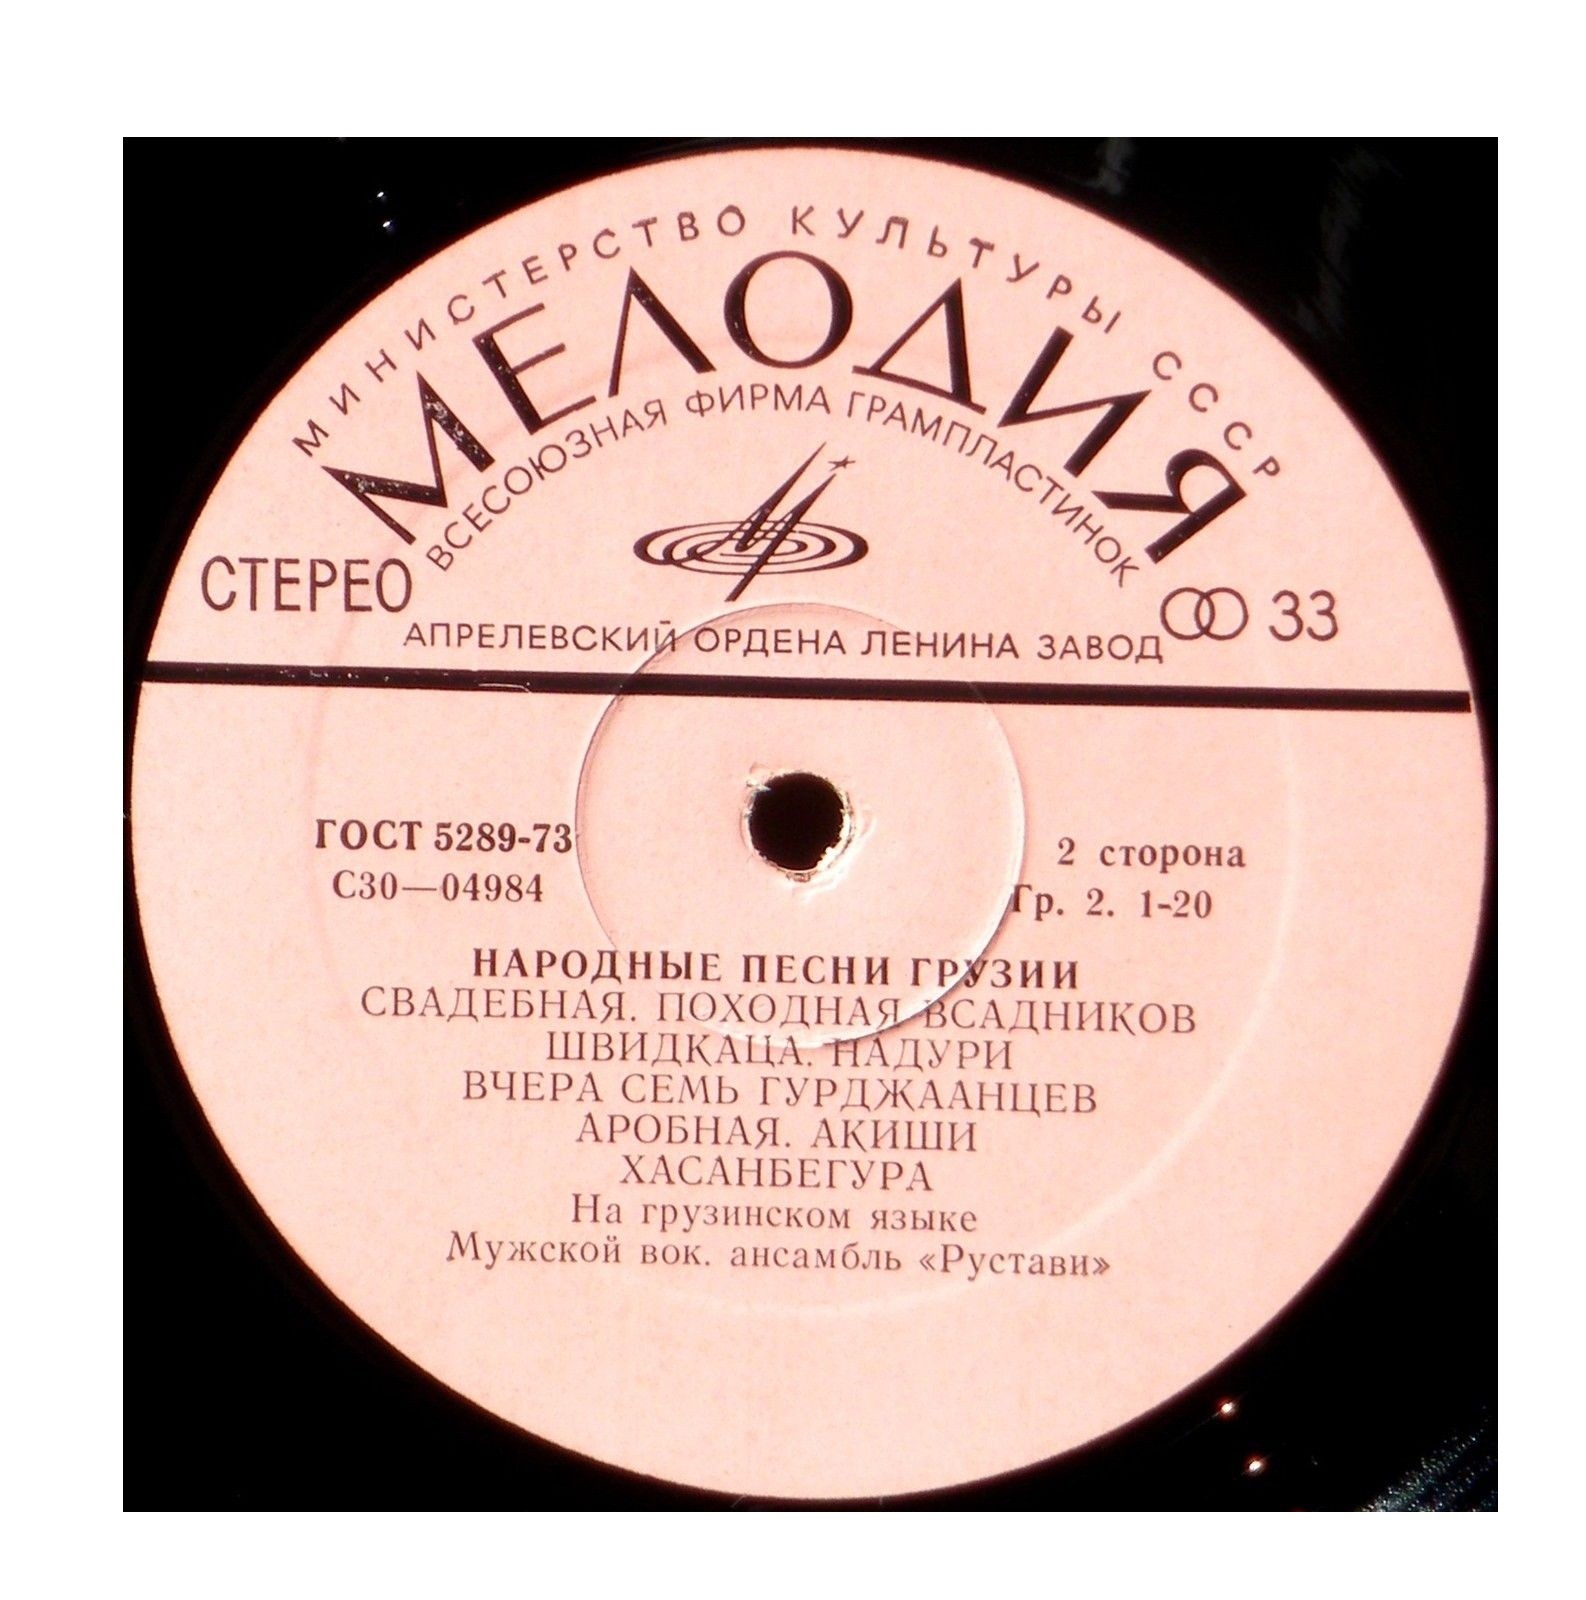 МИНИСТЕРСТВО КУЛЬТУРЫ СССР
МЕЛОДИЯ
ВСЕСОЮЗНАЯ ФИРМА ГРАМПЛАСТИНОК
СТЕРЕО
33
АПРЕЛЕВСКИЙ ОРДЕНА ЛЕНИНА ЗАВОД
ГОСТ 5289-73
С30—04984
2 сторона
Гр. 2. 1-20
НАРОДНЫЕ ПЕСНИ ГРУЗИИ
СВАДЕБНАЯ. ПОХОДНАЯ ВСАДНИКОВ
ШВИДКАЦА. НАДУРИ
ВЧЕРА СЕМЬ ГУРДЖААНЦЕВ
АРОБНАЯ. АКИШИ
ХАСАНБЕГУРА
На грузинском языке
Мужской вок. ансамбль «Рустави»